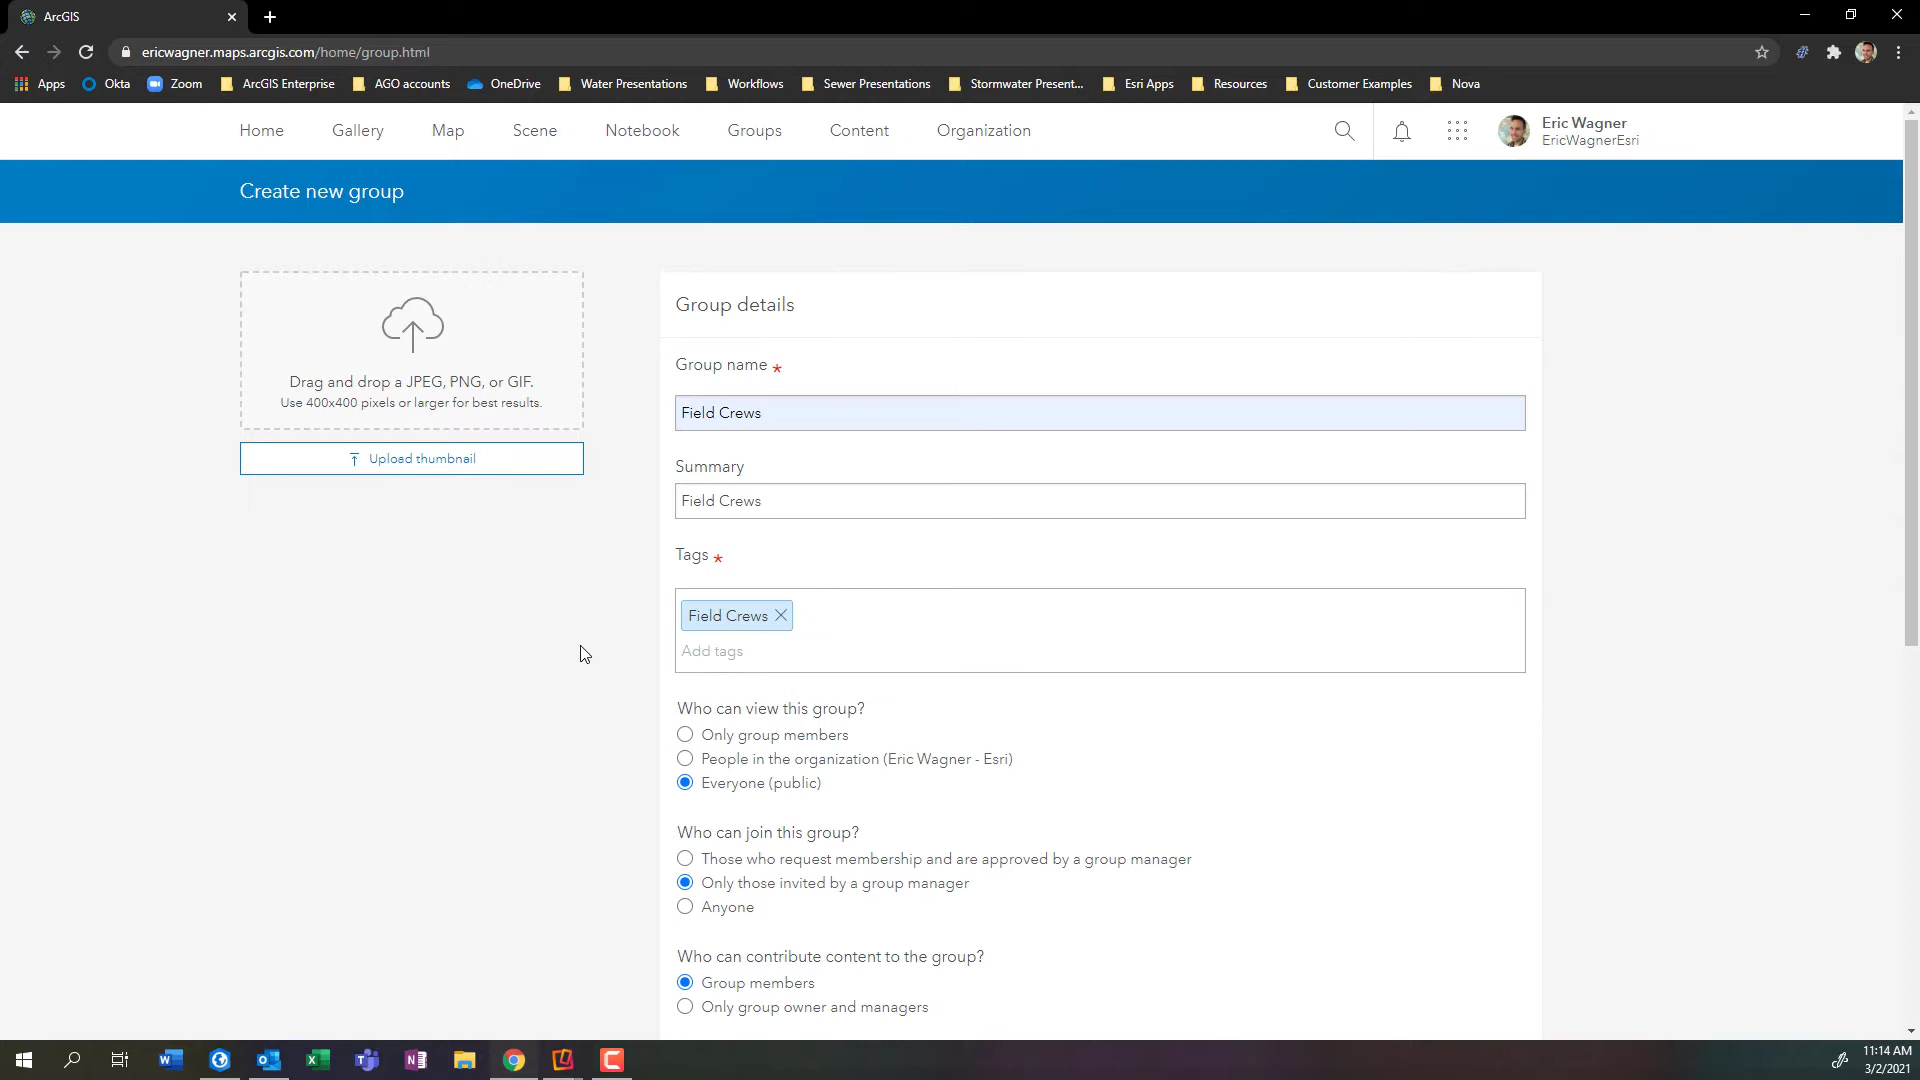 ArcGIS
ericwagner.maps.arcgis.com/home/group.html
Apps Okta Zoom ArcGIS Enterprise AGO accounts OneDrive Water Presentations Workflows Sewer Presentations Stormwater Present... Esri Apps Resources Customer Examples Nova
Home Gallery Map Scene Notebook Groups Content Organization
Eric Wagner
EricWagnerEsri
Create new group
Drag and drop a JPEG, PNG, or GIF.
Use 400x400 pixels or larger for best results.
Upload thumbnail
Group details
Group name *
Field Crews
Summary
Field Crews
Tags *
Field Crews
Add tags
Who can view this group?
Only group members
People in the organization (Eric Wagner - Esri)
Everyone (public)
Who can join this group?
Those who request membership and are approved by a group manager
Only those invited by a group manager
Anyone
Who can contribute content to the group?
Group members
Only group owner and managers
11:14 AM
3/2/2021